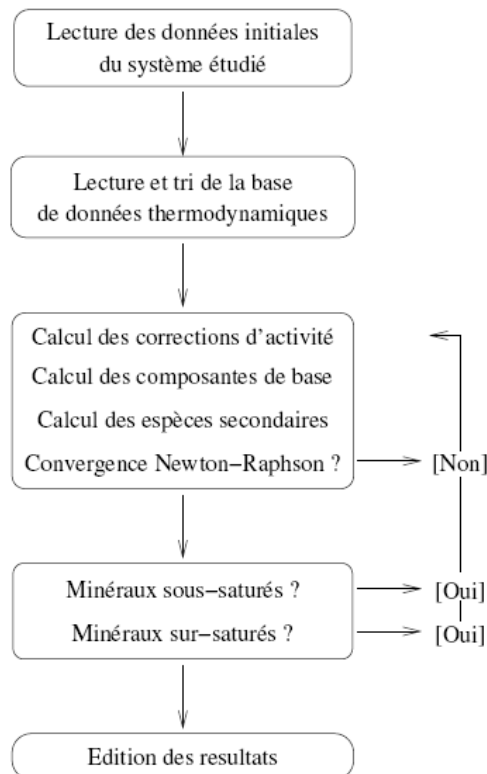 Lecture des données initiales
du système étudié
Lecture et tri de la base
de données thermodynamiques
Calcul des corrections d'activité
Calcul des composantes de base
Calcul des espèces secondaires
Convergence Newton−Raphson ? [Non]
Minéraux sous−saturés ? [Oui]
Minéraux sur−saturés ? [Oui]
Edition des resultats